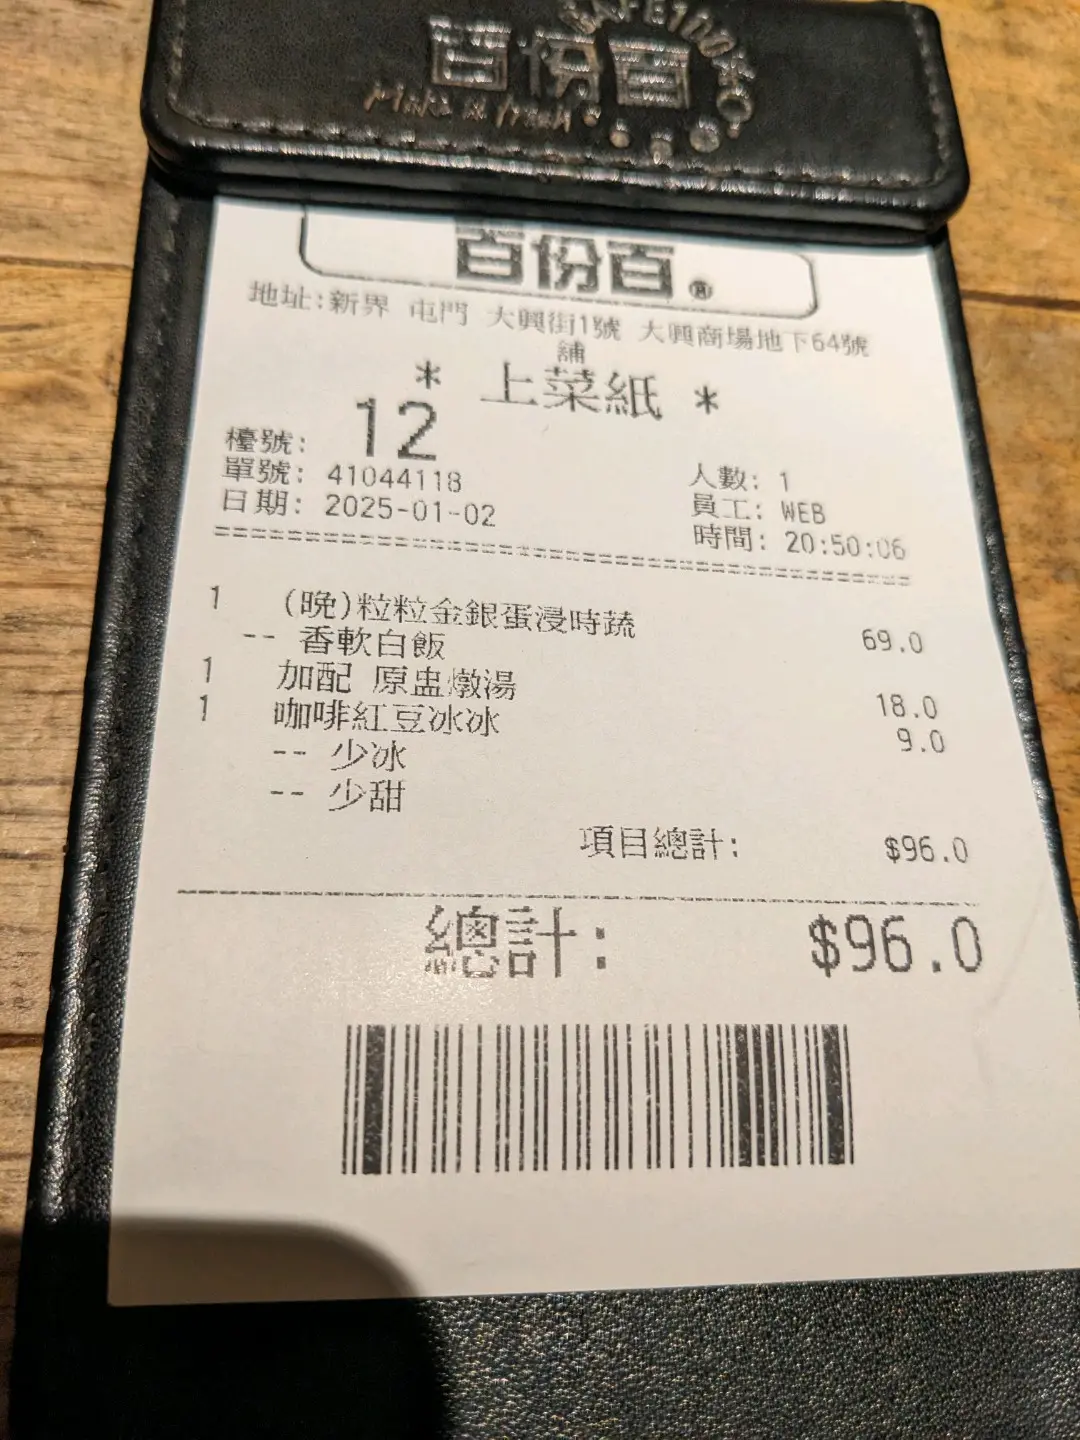 CAFE100%CO.
百份百
Make a trend
百份百®
地址:新界 屯門 大興街1號 大興商場地下64號
舖
* 上菜紙 *
檯號: 12
單號: 41044118 人數: 1
日期: 2025-01-02 員工: WEB
時間: 20:50:06
1 (晚)粒粒金銀蛋浸時蔬 69.0
-- 香軟白飯
1 加配 原盅燉湯 18.0
1 咖啡紅豆冰冰 9.0
-- 少冰
-- 少甜
項目總計: $96.0
總計: $96.0